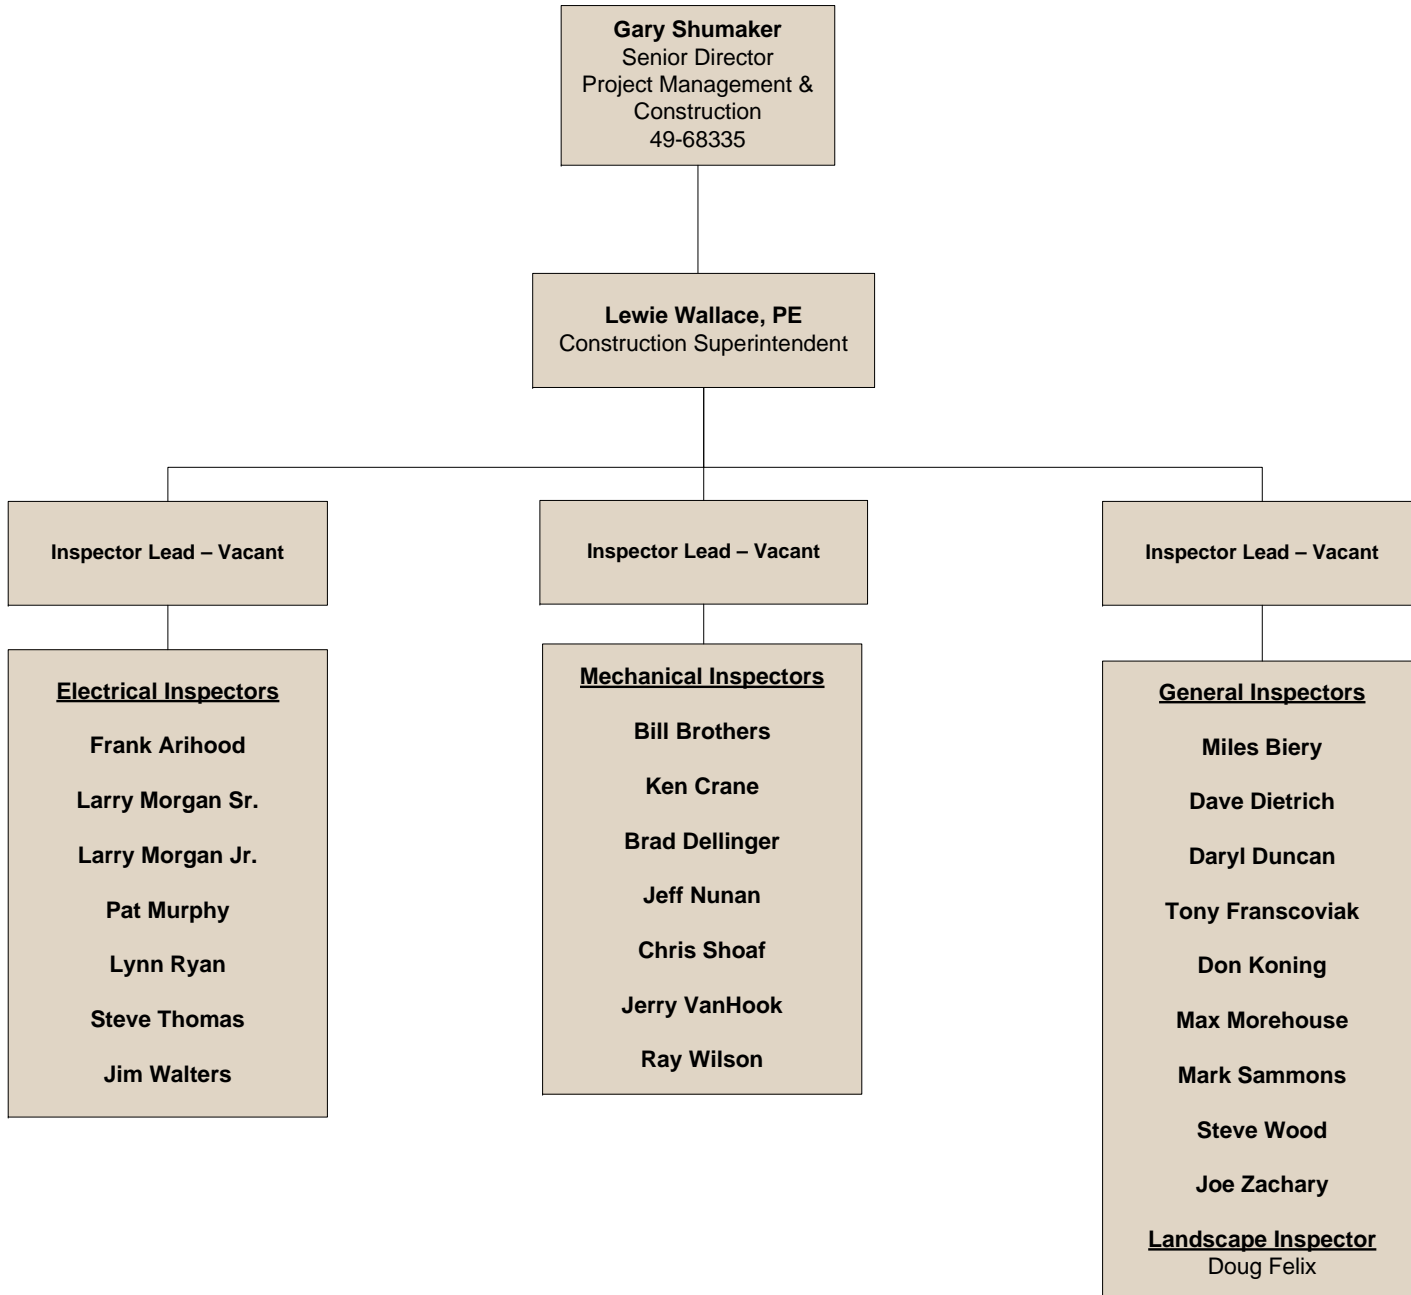 Gary Shumaker
Senior Director
Project Management &
Construction
49-68335
Lewie Wallace, PE
Construction Superintendent
Inspector Lead – Vacant
Inspector Lead – Vacant
Inspector Lead – Vacant
Electrical Inspectors
Frank Arihood
Larry Morgan Sr.
Larry Morgan Jr.
Pat Murphy
Lynn Ryan
Steve Thomas
Jim Walters
Mechanical Inspectors
Bill Brothers
Ken Crane
Brad Dellinger
Jeff Nunan
Chris Shoaf
Jerry VanHook
Ray Wilson
General Inspectors
Miles Biery
Dave Dietrich
Daryl Duncan
Tony Franscoviak
Don Koning
Max Morehouse
Mark Sammons
Steve Wood
Joe Zachary
Landscape Inspector
Doug Felix